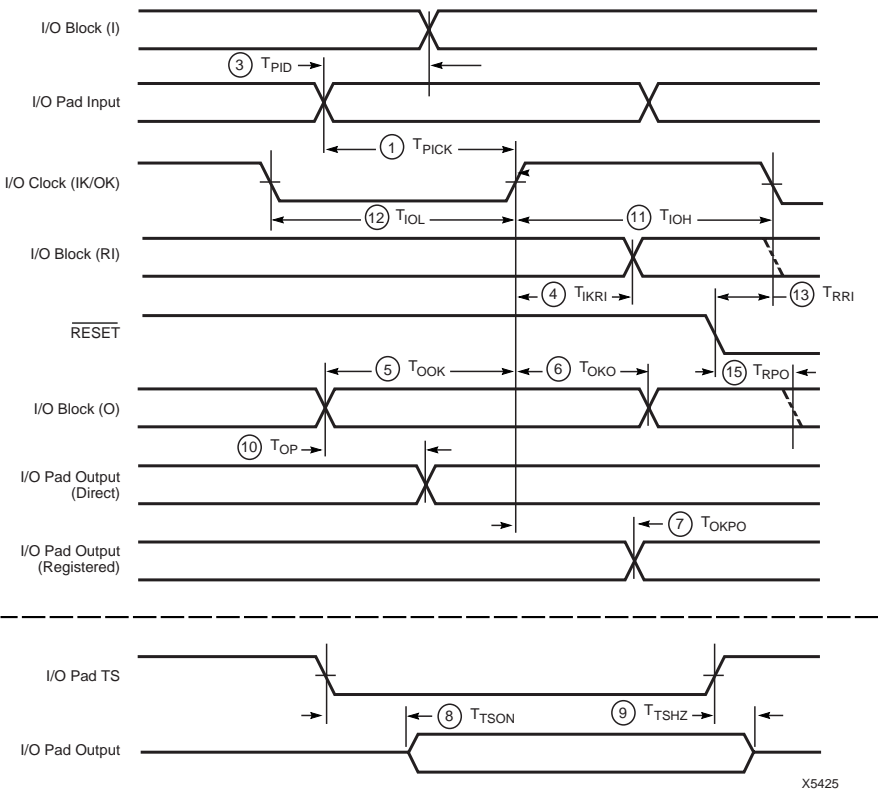 I/O Block (I)
3 TPID
I/O Pad Input
1 TPICK
I/O Clock (IK/OK)
12 TIOL
11 TIOH
I/O Block (RI)
4 TIKRI
13 TRRI
RESET
5 TOOK
6 TOKO
15 TRPO
I/O Block (O)
10 TOP
I/O Pad Output
(Direct)
7 TOKPO
I/O Pad Output
(Registered)
I/O Pad TS
8 TTSON
9 TTSHZ
I/O Pad Output
X5425